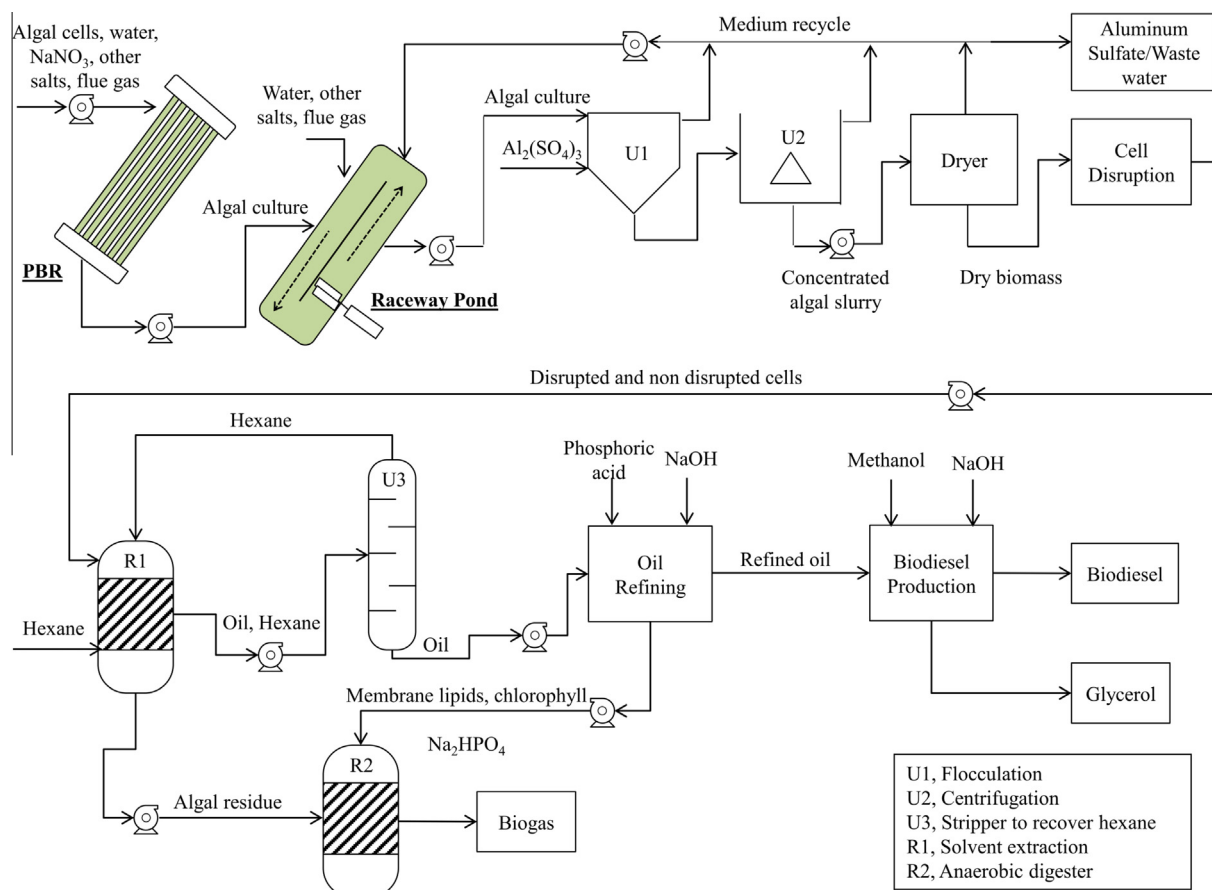 Algal cells, water,
NaNO₃, other
salts, flue gas
PBR
Water, other
salts, flue gas
Algal culture
Raceway Pond
Medium recycle
Algal culture
Al₂(SO₄)₃
U1
U2
Concentrated
algal slurry
Dryer
Dry biomass
Aluminum
Sulfate/Waste
water
Cell
Disruption
Disrupted and non disrupted cells
Hexane
U3
R1
Hexane
Oil, Hexane
Oil
Phosphoric
acid
NaOH
Oil
Refining
Refined oil
Methanol
NaOH
Biodiesel
Production
Biodiesel
Glycerol
Membrane lipids, chlorophyll
Na₂HPO₄
R2
Algal residue
Biogas
U1, Flocculation
U2, Centrifugation
U3, Stripper to recover hexane
R1, Solvent extraction
R2, Anaerobic digester